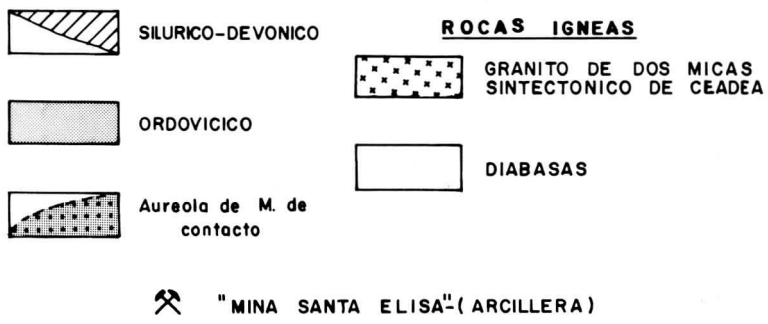 SILURICO-DEVONICO
ORDOVICICO
Aureola de M. de
contacto
ROCAS IGNEAS
GRANITO DE DOS MICAS
SINTECTONICO DE CEADEA
DIABASAS
"MINA SANTA ELISA"-(ARCILLERA)